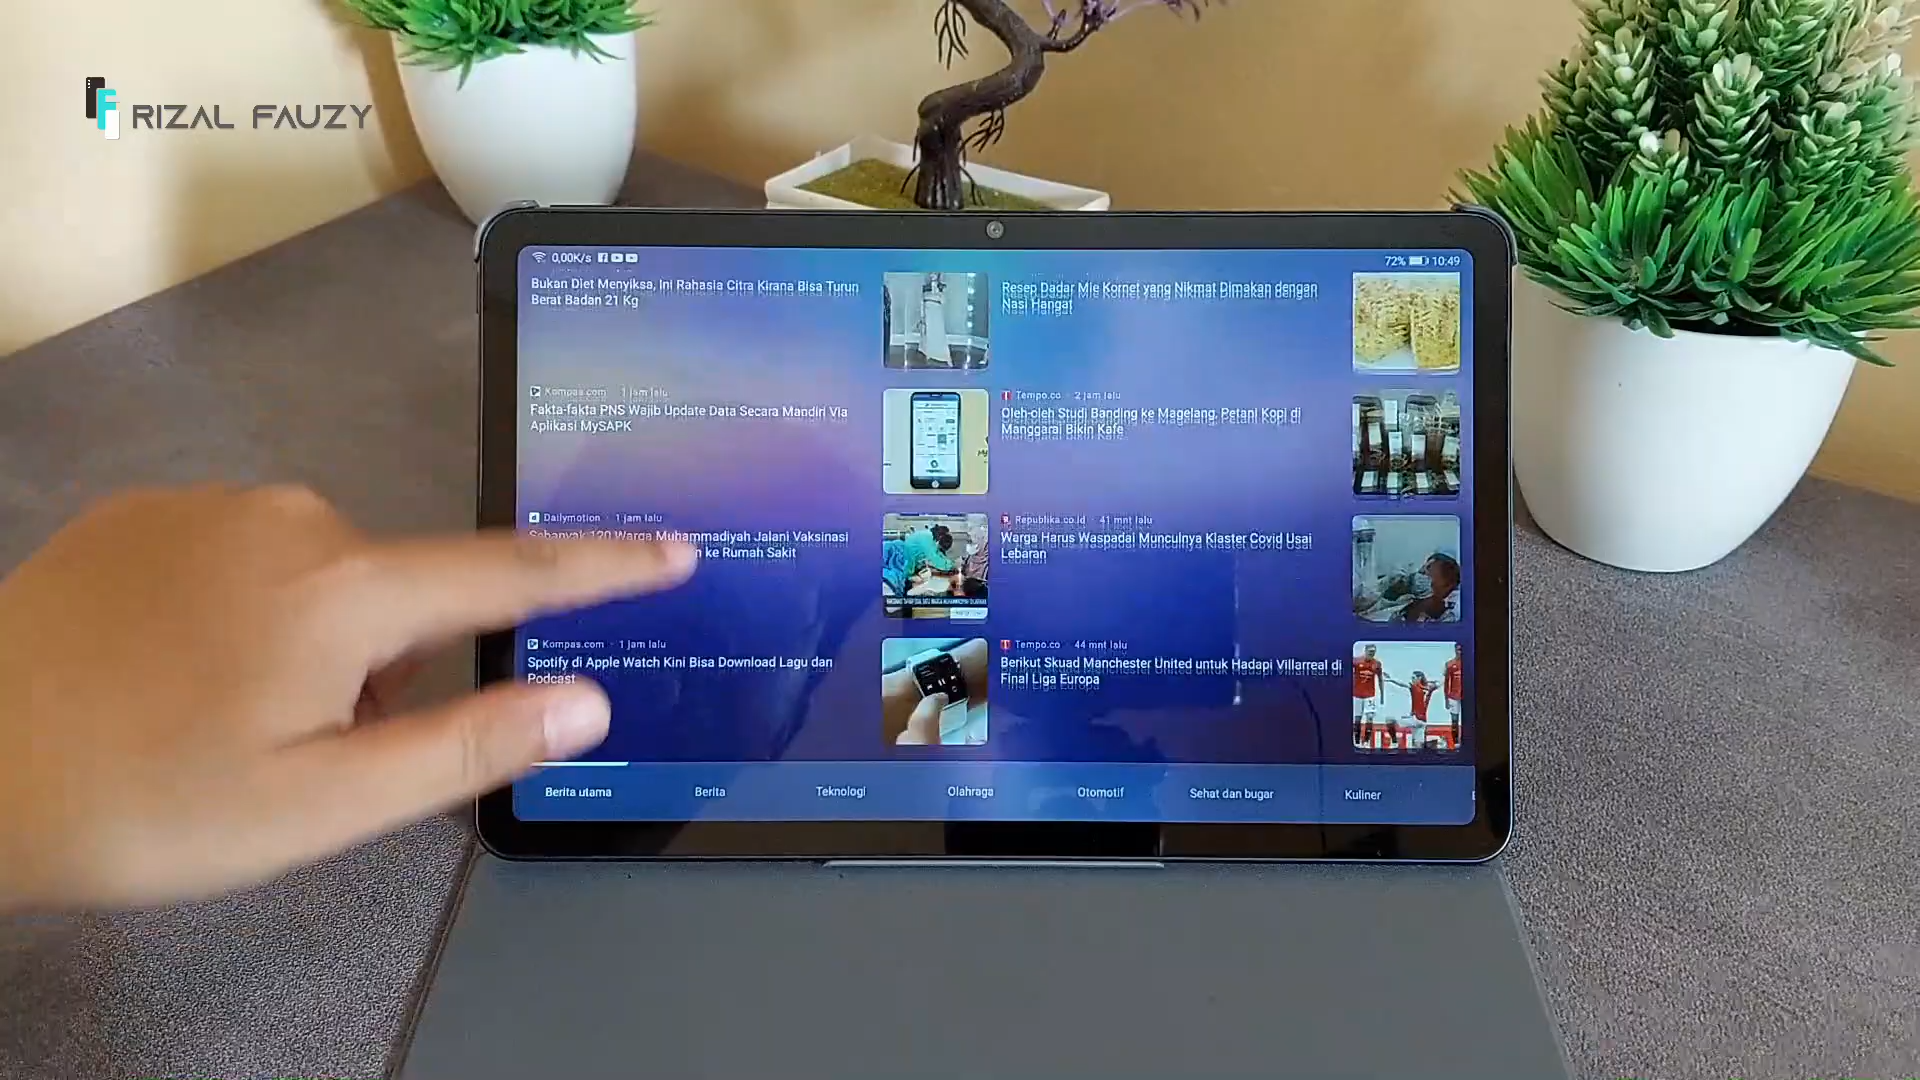 RIZAL FAUZY
0,00K/s
72% 10:49
Bukan Diet Menyiksa, Ini Rahasia Citra Kirana Bisa Turun
Berat Badan 21 Kg
Resep Dadar Mie Kornet yang Nikmat Dimakan dengan
Nasi Hangat
Kompas.com · 1 jam lalu
Fakta-fakta PNS Wajib Update Data Secara Mandiri Via
Aplikasi MySAPK
Tempo.co · 2 jam lalu
Oleh-oleh Studi Banding ke Magelang, Petani Kopi di
Manggarai Bikin Kafe
Dailymotion · 1 jam lalu
Sebanyak 120 Warga Muhammadiyah Jalani Vaksinasi
ke Rumah Sakit
Republika.co.id · 41 mnt lalu
Warga Harus Waspadai Munculnya Klaster Covid Usai
Lebaran
Kompas.com · 1 jam lalu
Spotify di Apple Watch Kini Bisa Download Lagu dan
Podcast
Tempo.co · 44 mnt lalu
Berikut Skuad Manchester United untuk Hadapi Villarreal di
Final Liga Europa
Berita utama
Berita
Teknologi
Olahraga
Otomotif
Sehat dan bugar
Kuliner